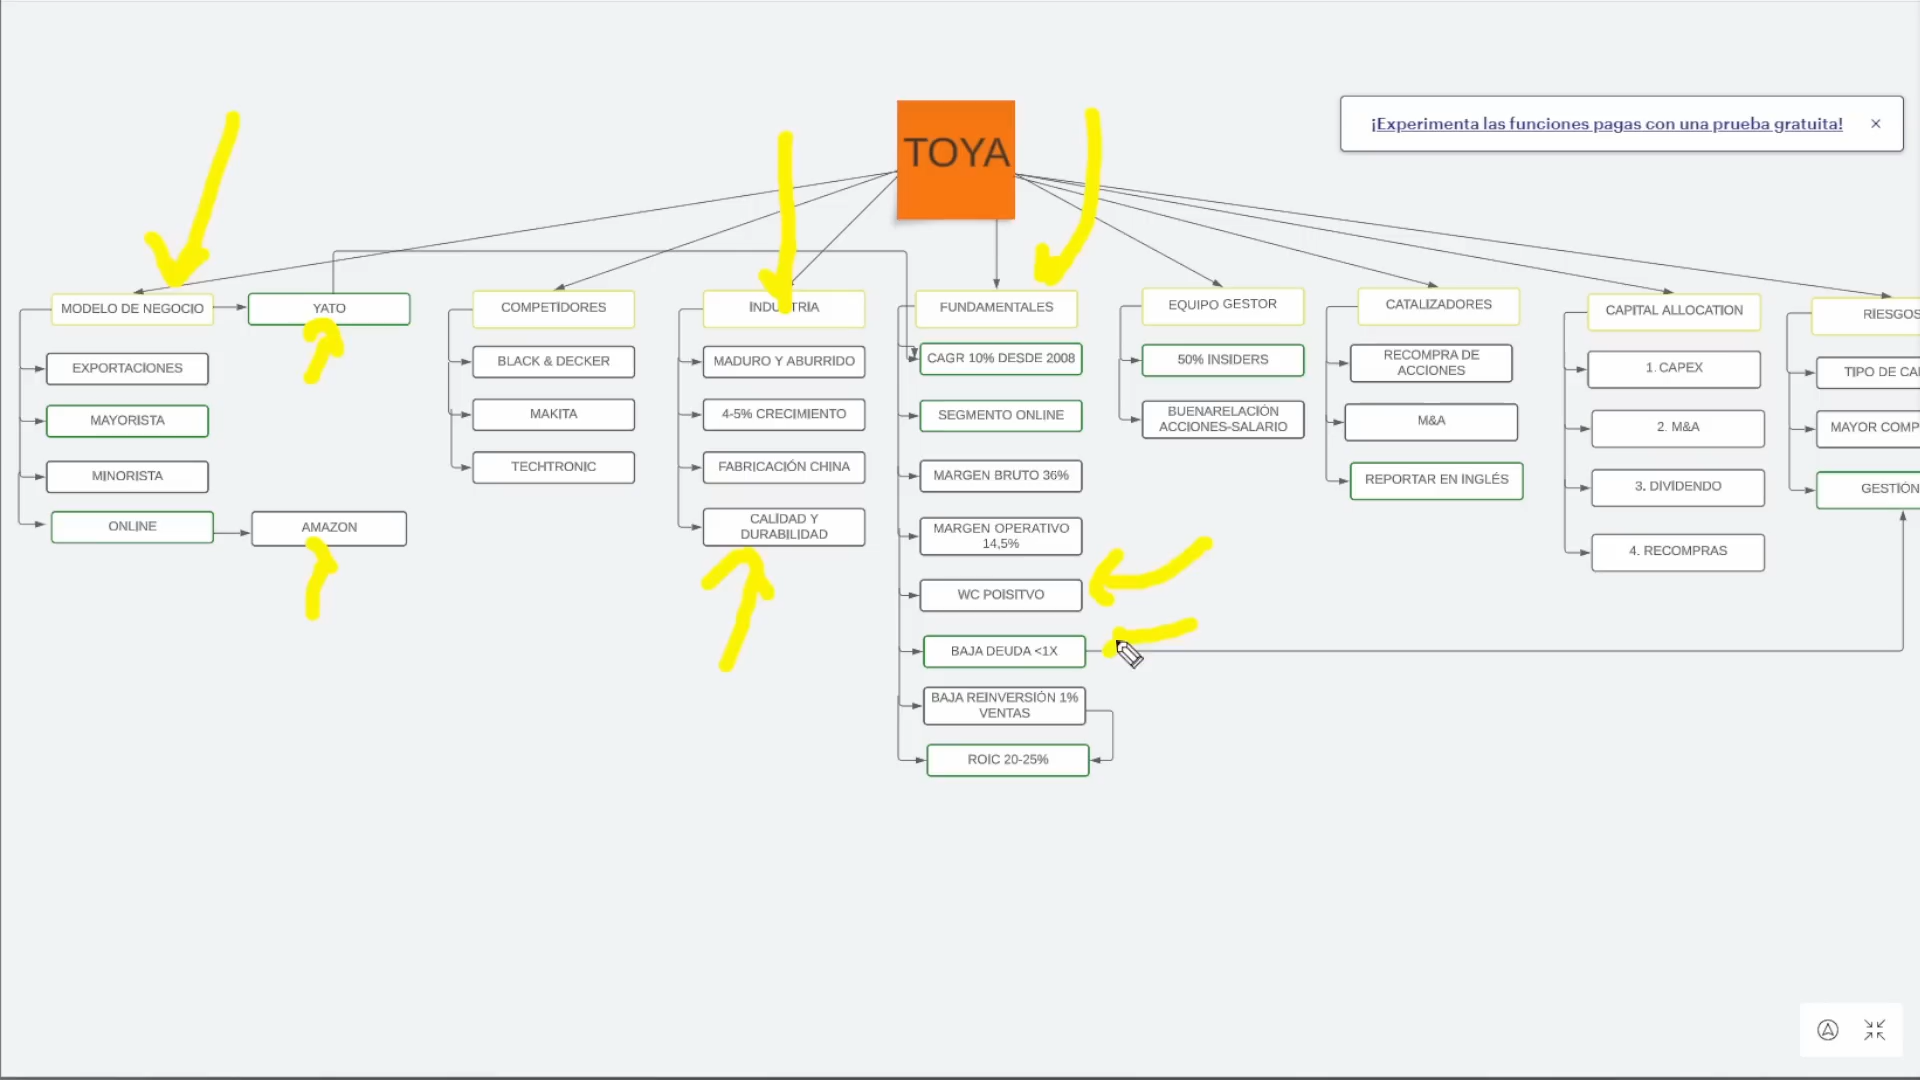 TOYA
¡Experimenta las funciones pagas con una prueba gratuita!
MODELO DE NEGOCIO
YATO
EXPORTACIONES
MAYORISTA
MINORISTA
ONLINE
AMAZON
COMPETIDORES
BLACK & DECKER
MAKITA
TECHTRONIC
INDUSTRIA
MADURO Y ABURRIDO
4-5% CRECIMIENTO
FABRICACIÓN CHINA
CALIDAD Y
DURABILIDAD
FUNDAMENTALES
CAGR 10% DESDE 2008
SEGMENTO ONLINE
MARGEN BRUTO 36%
MARGEN OPERATIVO
14,5%
WC POISITVO
BAJA DEUDA <1X
BAJA REINVERSIÓN 1%
VENTAS
ROIC 20-25%
EQUIPO GESTOR
50% INSIDERS
BUENARELACIÓN
ACCIONES-SALARIO
CATALIZADORES
RECOMPRA DE
ACCIONES
M&A
REPORTAR EN INGLÉS
CAPITAL ALLOCATION
1. CAPEX
2. M&A
3. DIVIDENDO
4. RECOMPRAS
RIESGOS
TIPO DE CA
MAYOR COMP
GESTIÓN